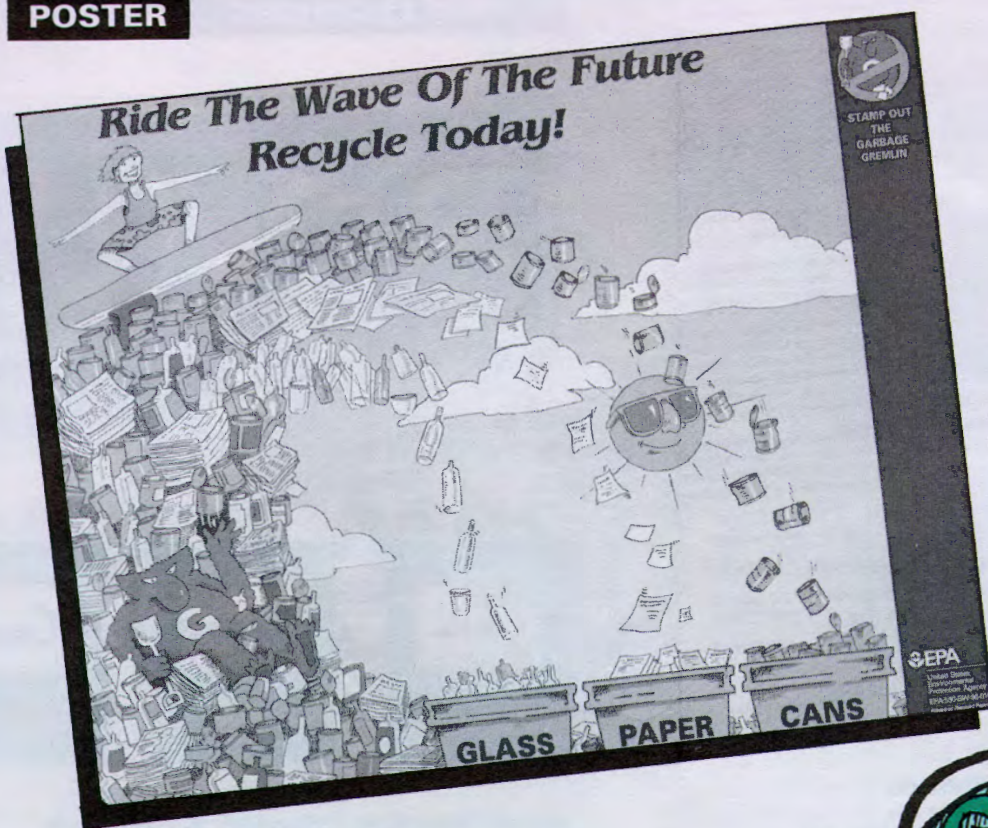 POSTER
Ride The Wave Of The Future
Recycle Today!
STAMP OUT
THE
GARBAGE
GREMLIN
G
GLASS
PAPER
CANS
EPA
United States
Environmental
Protection Agency